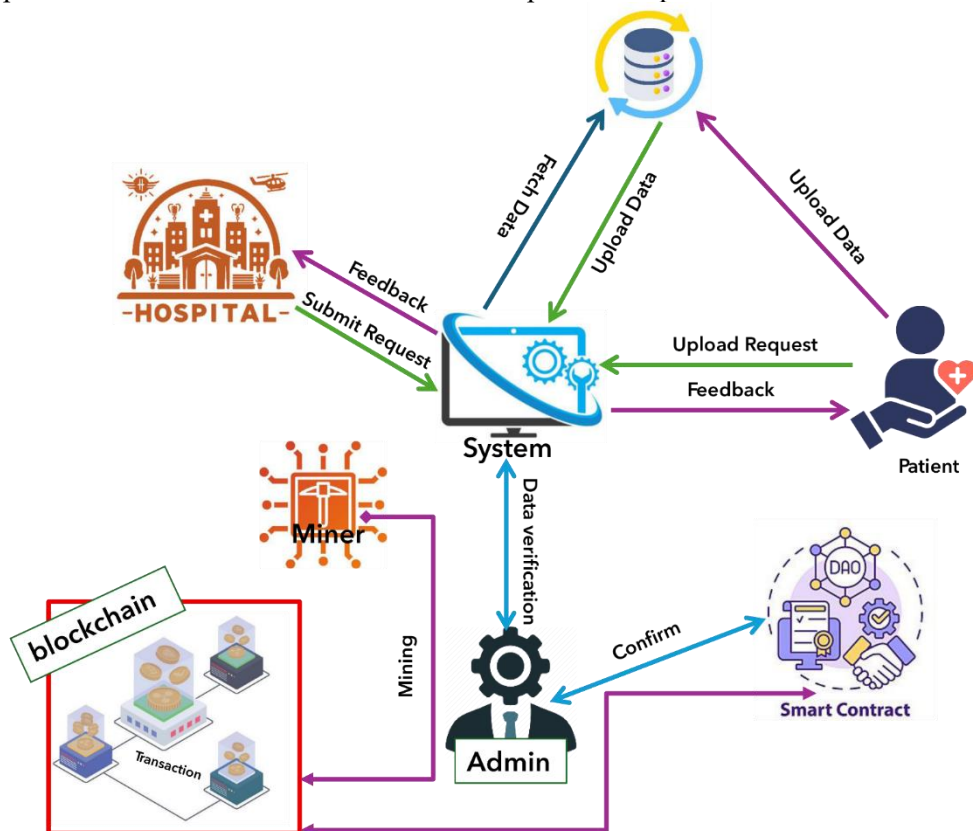 Fetch Data
Upload Data
Upload Data
Feedback
Submit Request
-HOSPITAL-
Upload Request
Feedback
System
Patient
Miner
Data verification
DAO
blockchain
Mining
Confirm
Smart Contract
Transaction
Admin